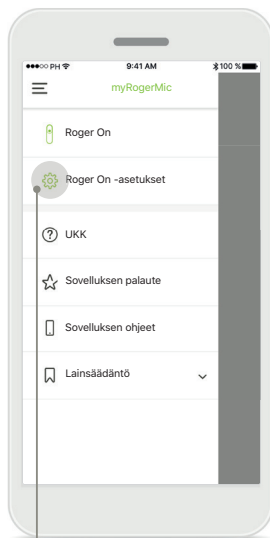 ●●●○○ PH 9:41 AM 100 %
myRogerMic
Roger On
Roger On -asetukset
UKK
Sovelluksen palaute
Sovelluksen ohjeet
Lainsäädäntö